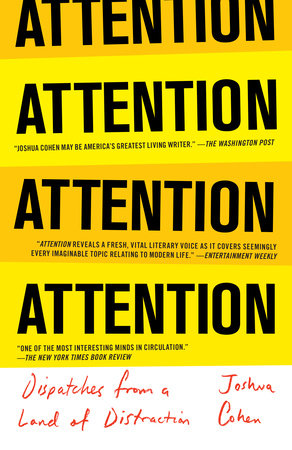 ATTENTION
ATTENTION
"JOSHUA COHEN MAY BE AMERICA'S GREATEST LIVING WRITER." —THE WASHINGTON POST
ATTENTION
"ATTENTION REVEALS A FRESH, VITAL LITERARY VOICE AS IT COVERS SEEMINGLY
EVERY IMAGINABLE TOPIC RELATING TO MODERN LIFE." —ENTERTAINMENT WEEKLY
ATTENTION
"ONE OF THE MOST INTERESTING MINDS IN CIRCULATION."
—THE NEW YORK TIMES BOOK REVIEW
Dispatches from a
Land of Distraction
Joshua
Cohen